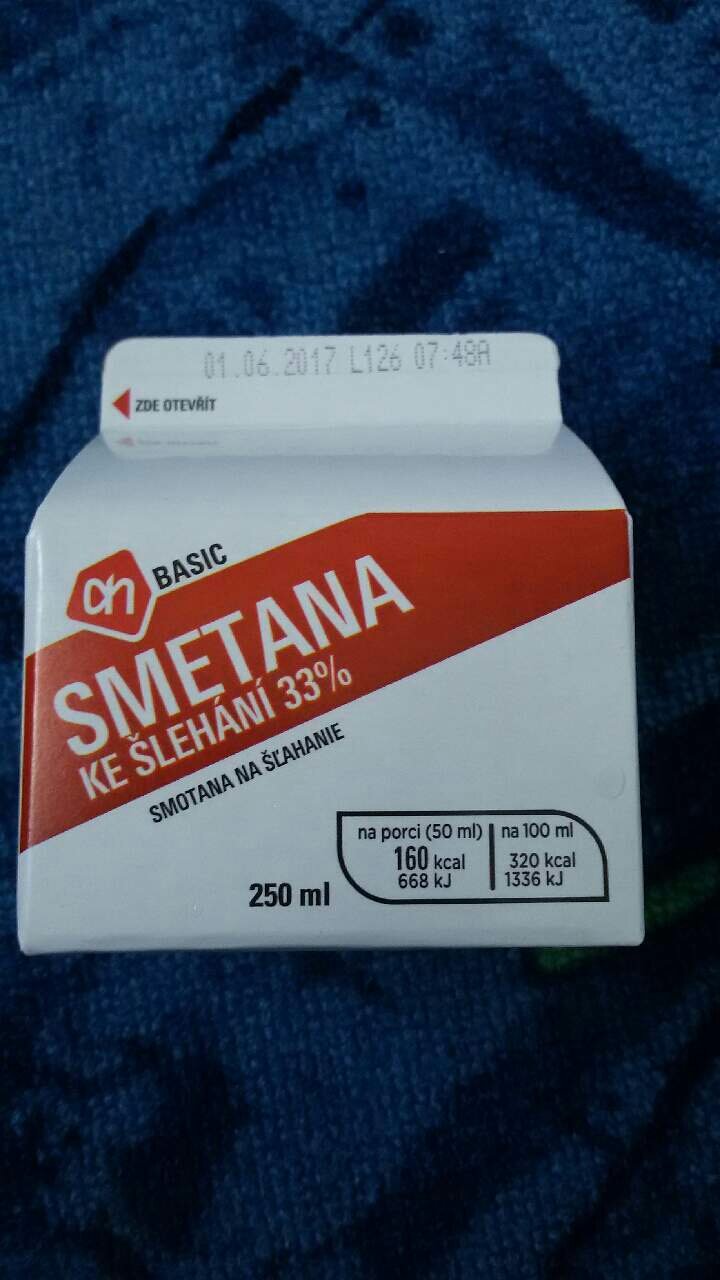 01.06.2017 L126 07:48A
ZDE OTEVŘÍT
ah BASIC
SMETANA
KE ŠLEHÁNÍ 33%
SMOTANA NA ŠĽAHANIE
na porci (50 ml) na 100 ml
160 kcal 320 kcal
668 kJ 1336 kJ
250 ml